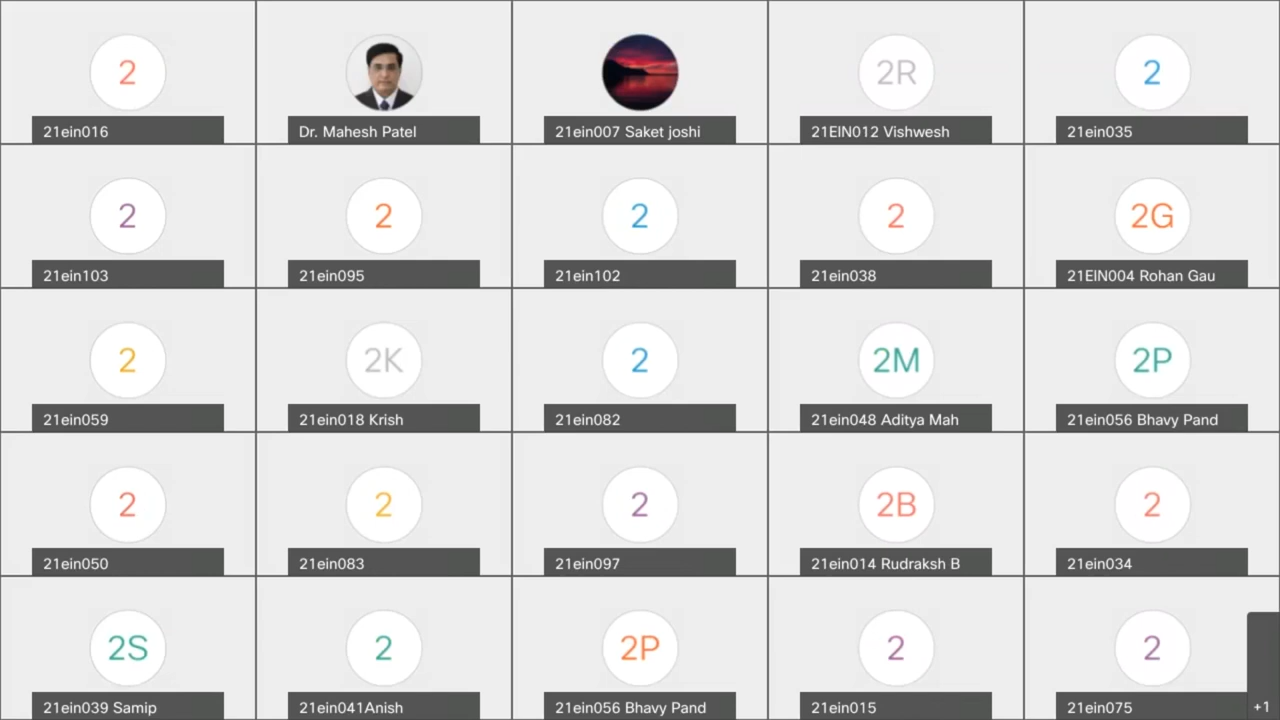 2
21ein016
Dr. Mahesh Patel
21ein007 Saket joshi
2R
21EIN012 Vishwesh
2
21ein035
2
21ein103
2
21ein095
2
21ein102
2
21ein038
2G
21EIN004 Rohan Gau
2
21ein059
2K
21ein018 Krish
2
21ein082
2M
21ein048 Aditya Mah
2P
21ein056 Bhavy Pand
2
21ein050
2
21ein083
2
21ein097
2B
21ein014 Rudraksh B
2
21ein034
2S
21ein039 Samip
2
21ein041Anish
2P
21ein056 Bhavy Pand
2
21ein015
2
21ein075
+1